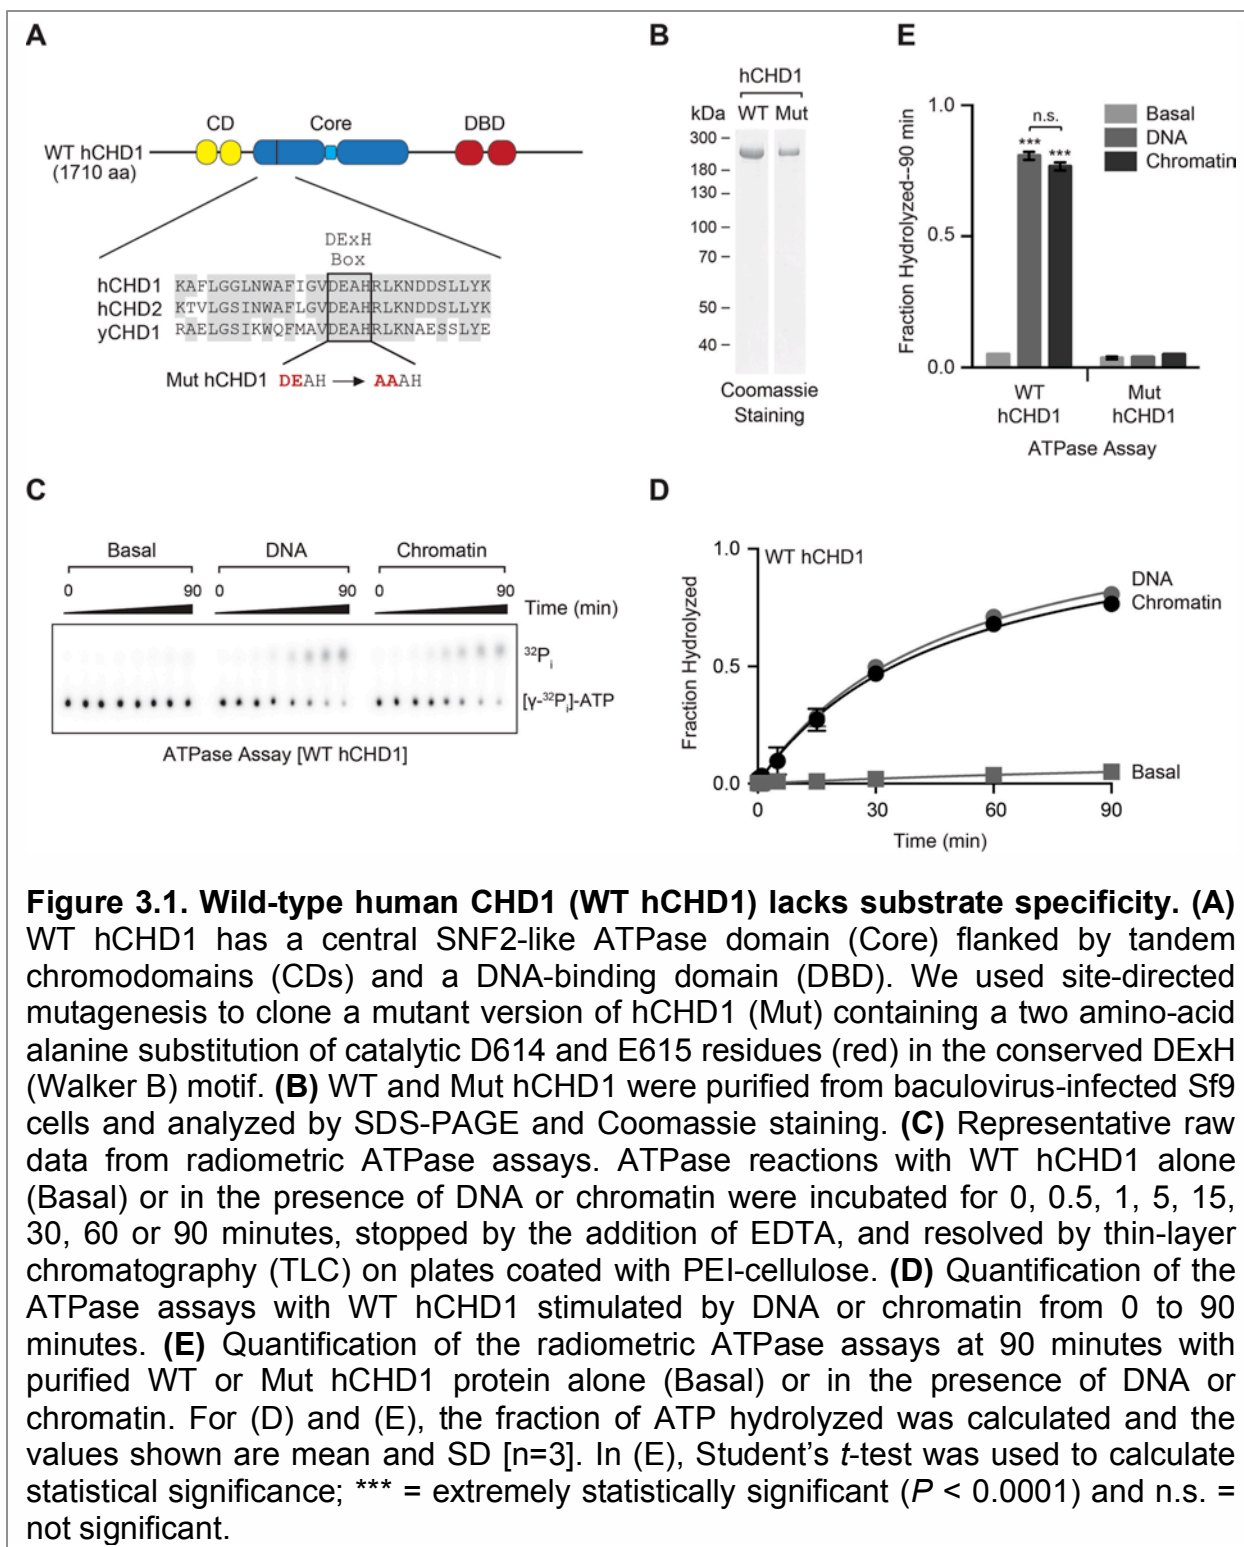 A
CD Core DBD
WT hCHD1
(1710 aa)
DExH
Box
hCHD1 KAFLGGLNWAFIGVDEAHRLKNDDSLLYK
hCHD2 KTVLGSINWAFLGVDEAHRLKNDDSLLYK
yCHD1 RAELGSIKWQFMAVDEAHRLKNAESSLYE
Mut hCHD1 DEAH → AAAH
B
hCHD1
kDa WT Mut
300
180
130
100
70
50
40
Coomassie
Staining
E
Fraction Hydrolyzed--90 min
1.0
0.5
0.0
n.s.
*** ***
Basal
DNA
Chromatin
WT
hCHD1
Mut
hCHD1
ATPase Assay
C
Basal DNA Chromatin
0 90 0 90 0 90
Time (min)
³²Pᵢ
[γ-³²Pᵢ]-ATP
ATPase Assay [WT hCHD1]
D
Fraction Hydrolyzed
1.0
0.5
0.0
WT hCHD1
DNA
Chromatin
Basal
0 30 60 90
Time (min)
Figure 3.1. Wild-type human CHD1 (WT hCHD1) lacks substrate specificity. (A)
WT hCHD1 has a central SNF2-like ATPase domain (Core) flanked by tandem
chromodomains (CDs) and a DNA-binding domain (DBD). We used site-directed
mutagenesis to clone a mutant version of hCHD1 (Mut) containing a two amino-acid
alanine substitution of catalytic D614 and E615 residues (red) in the conserved DExH
(Walker B) motif. (B) WT and Mut hCHD1 were purified from baculovirus-infected Sf9
cells and analyzed by SDS-PAGE and Coomassie staining. (C) Representative raw
data from radiometric ATPase assays. ATPase reactions with WT hCHD1 alone
(Basal) or in the presence of DNA or chromatin were incubated for 0, 0.5, 1, 5, 15,
30, 60 or 90 minutes, stopped by the addition of EDTA, and resolved by thin-layer
chromatography (TLC) on plates coated with PEI-cellulose. (D) Quantification of the
ATPase assays with WT hCHD1 stimulated by DNA or chromatin from 0 to 90
minutes. (E) Quantification of the radiometric ATPase assays at 90 minutes with
purified WT or Mut hCHD1 protein alone (Basal) or in the presence of DNA or
chromatin. For (D) and (E), the fraction of ATP hydrolyzed was calculated and the
values shown are mean and SD [n=3]. In (E), Student's t-test was used to calculate
statistical significance; *** = extremely statistically significant (P < 0.0001) and n.s. =
not significant.